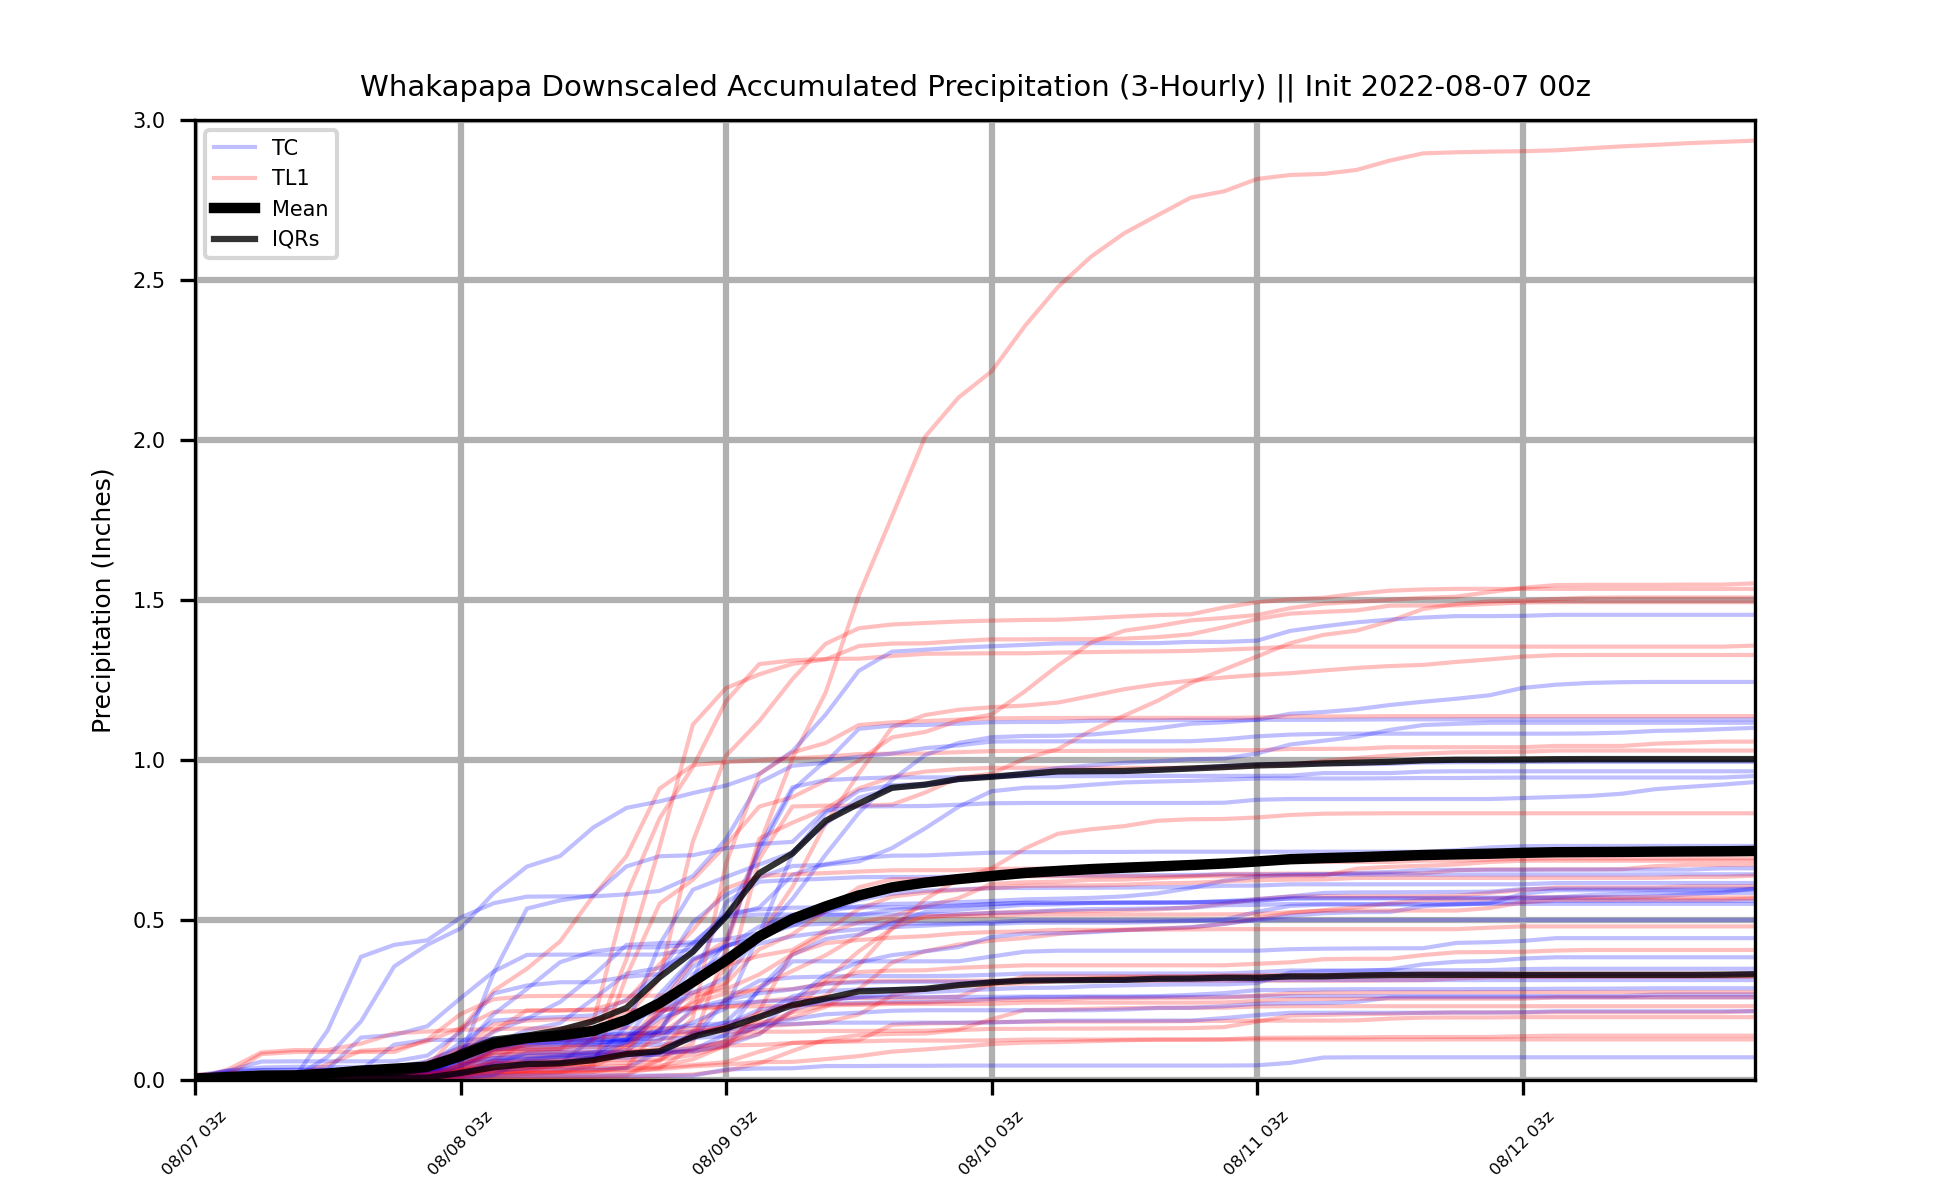 Whakapapa Downscaled Accumulated Precipitation (3-Hourly) || Init 2022-08-07 00z
Precipitation (Inches)
3.0
2.5
2.0
1.5
1.0
0.5
0.0
TC
TL1
Mean
IQRs
08/07 03z
08/08 03z
08/09 03z
08/10 03z
08/11 03z
08/12 03z